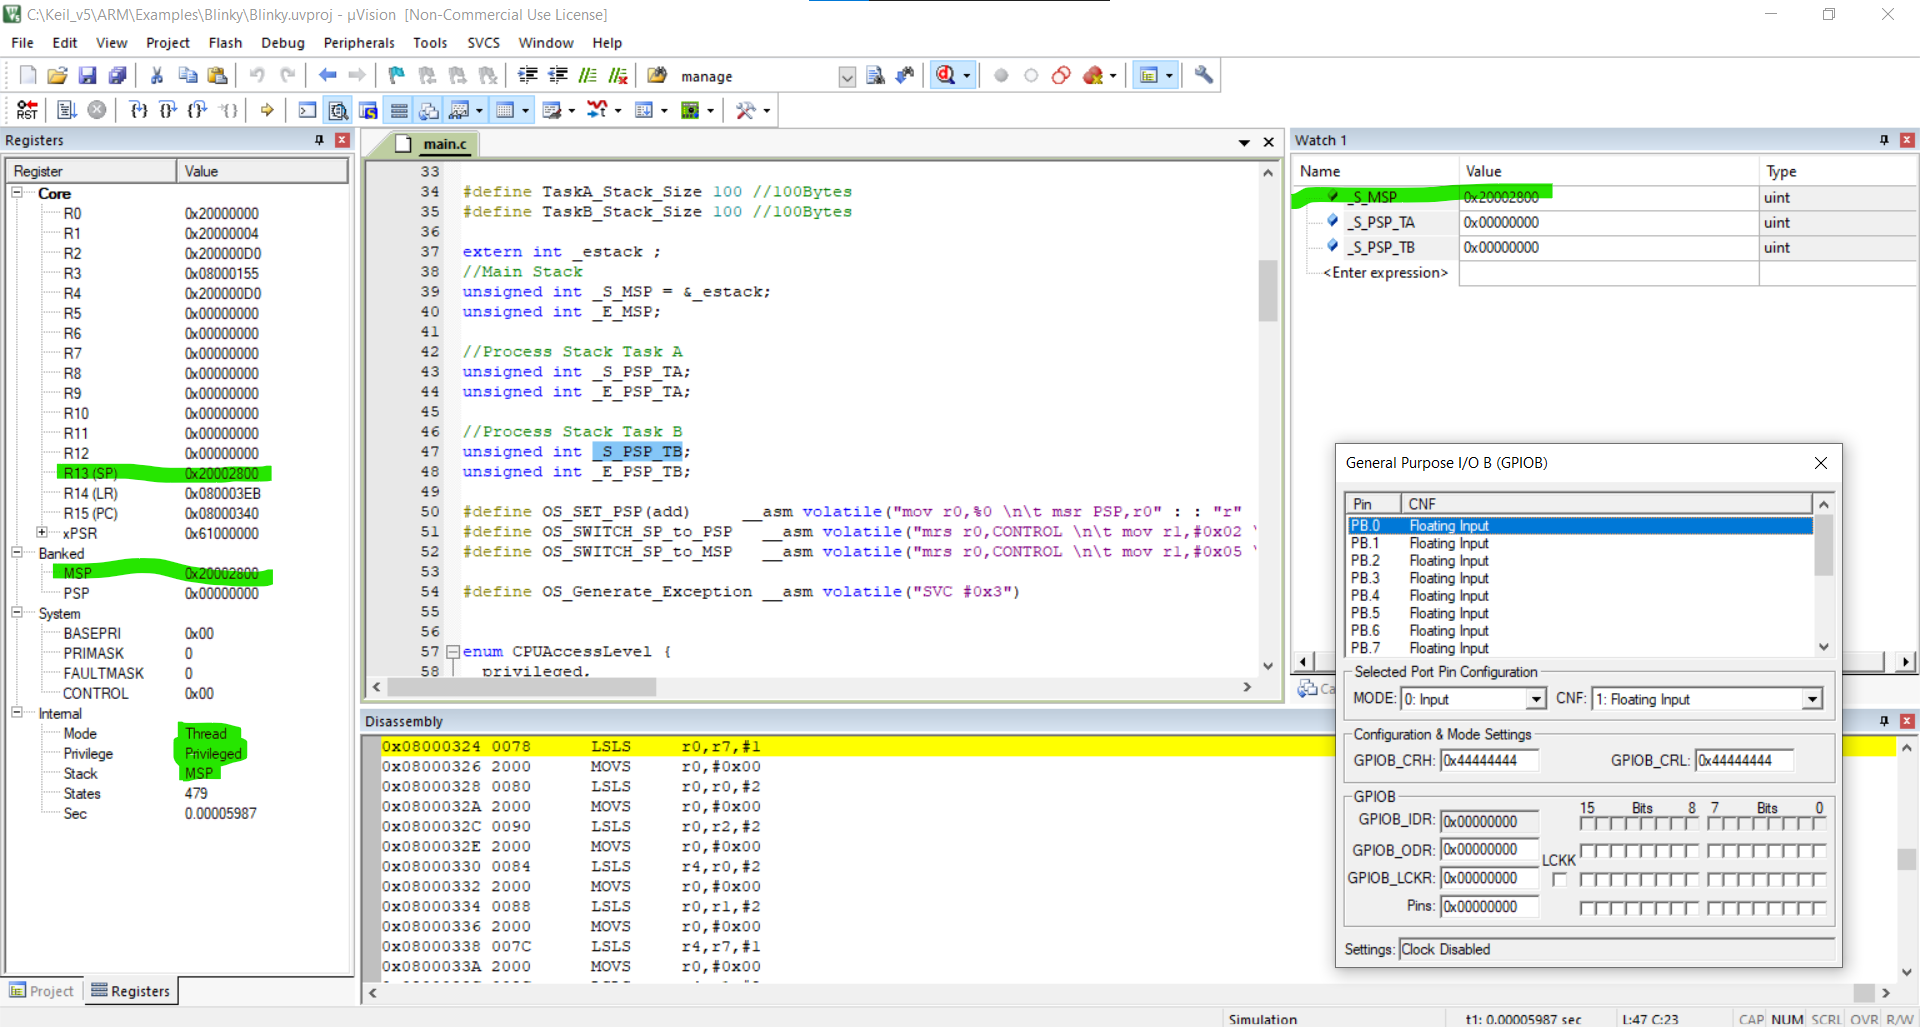 C:\Keil_v5\ARM\Examples\Blinky\Blinky.uvproj - µVision [Non-Commercial Use License]
File Edit View Project Flash Debug Peripherals Tools SVCS Window Help
manage
RST
Registers
Register Value
Core
R0 0x20000000
R1 0x20000004
R2 0x200000D0
R3 0x08000155
R4 0x200000D0
R5 0x00000000
R6 0x00000000
R7 0x00000000
R8 0x00000000
R9 0x00000000
R10 0x00000000
R11 0x00000000
R12 0x00000000
R13 (SP) 0x20002800
R14 (LR) 0x080003EB
R15 (PC) 0x08000340
xPSR 0x61000000
Banked
MSP 0x20002800
PSP 0x00000000
System
BASEPRI 0x00
PRIMASK 0
FAULTMASK 0
CONTROL 0x00
Internal
Mode Thread
Privilege Privileged
Stack MSP
States 479
Sec 0.00005987
Project Registers
main.c
33
34 #define TaskA_Stack_Size 100 //100Bytes
35 #define TaskB_Stack_Size 100 //100Bytes
36
37 extern int _estack ;
38 //Main Stack
39 unsigned int _S_MSP = &_estack;
40 unsigned int _E_MSP;
41
42 //Process Stack Task A
43 unsigned int _S_PSP_TA;
44 unsigned int _E_PSP_TA;
45
46 //Process Stack Task B
47 unsigned int _S_PSP_TB;
48 unsigned int _E_PSP_TB;
49
50 #define OS_SET_PSP(add) __asm volatile("mov r0,%0 \n\t msr PSP,r0" : : "r"
51 #define OS_SWITCH_SP_to_PSP __asm volatile("mrs r0,CONTROL \n\t mov r1,#0x02 \
52 #define OS_SWITCH_SP_to_MSP __asm volatile("mrs r0,CONTROL \n\t mov r1,#0x05 \
53
54 #define OS_Generate_Exception __asm volatile("SVC #0x3")
55
56
57 enum CPUAccessLevel {
58 privileged,
Disassembly
0x08000324 0078 LSLS r0,r7,#1
0x08000326 2000 MOVS r0,#0x00
0x08000328 0080 LSLS r0,r0,#2
0x0800032A 2000 MOVS r0,#0x00
0x0800032C 0090 LSLS r0,r2,#2
0x0800032E 2000 MOVS r0,#0x00
0x08000330 0084 LSLS r4,r0,#2
0x08000332 2000 MOVS r0,#0x00
0x08000334 0088 LSLS r0,r1,#2
0x08000336 2000 MOVS r0,#0x00
0x08000338 007C LSLS r4,r7,#1
0x0800033A 2000 MOVS r0,#0x00
Watch 1
Name Value Type
_S_MSP 0x20002800 uint
_S_PSP_TA 0x00000000 uint
_S_PSP_TB 0x00000000 uint
<Enter expression>
Ca
General Purpose I/O B (GPIOB)
Pin CNF
PB.0 Floating Input
PB.1 Floating Input
PB.2 Floating Input
PB.3 Floating Input
PB.4 Floating Input
PB.5 Floating Input
PB.6 Floating Input
PB.7 Floating Input
Selected Port Pin Configuration
MODE: 0: Input CNF: 1: Floating Input
Configuration & Mode Settings
GPIOB_CRH: 0x44444444 GPIOB_CRL: 0x44444444
GPIOB
15 Bits 8 7 Bits 0
GPIOB_IDR: 0x00000000
GPIOB_ODR: 0x00000000
LCKK
GPIOB_LCKR: 0x00000000
Pins: 0x00000000
Settings: Clock Disabled
Simulation t1: 0.00005987 sec L:47 C:23 CAP NUM SCRL OVR R/W